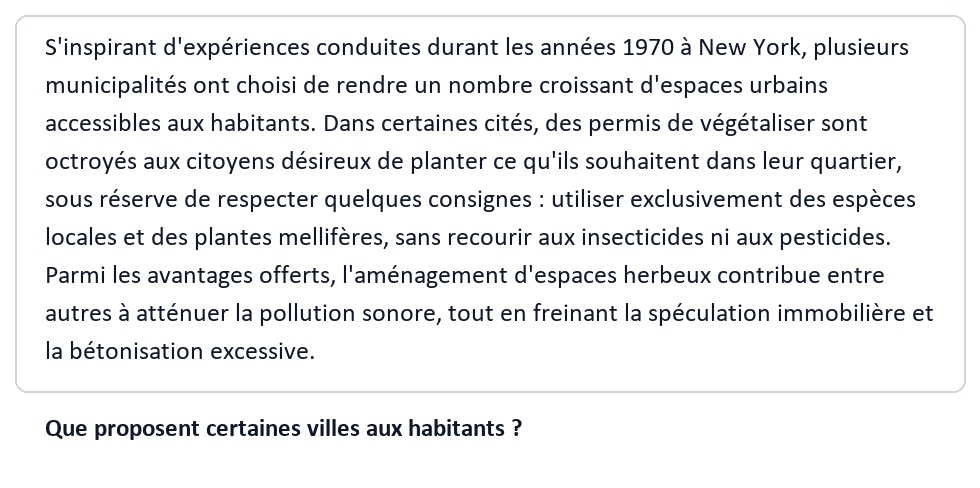 S'inspirant d'expériences conduites durant les années 1970 à New York, plusieurs
municipalités ont choisi de rendre un nombre croissant d'espaces urbains
accessibles aux habitants. Dans certaines cités, des permis de végétaliser sont
octroyés aux citoyens désireux de planter ce qu'ils souhaitent dans leur quartier,
sous réserve de respecter quelques consignes : utiliser exclusivement des espèces
locales et des plantes mellifères, sans recourir aux insecticides ni aux pesticides.
Parmi les avantages offerts, l'aménagement d'espaces herbeux contribue entre
autres à atténuer la pollution sonore, tout en freinant la spéculation immobilière et
la bétonisation excessive.
Que proposent certaines villes aux habitants ?